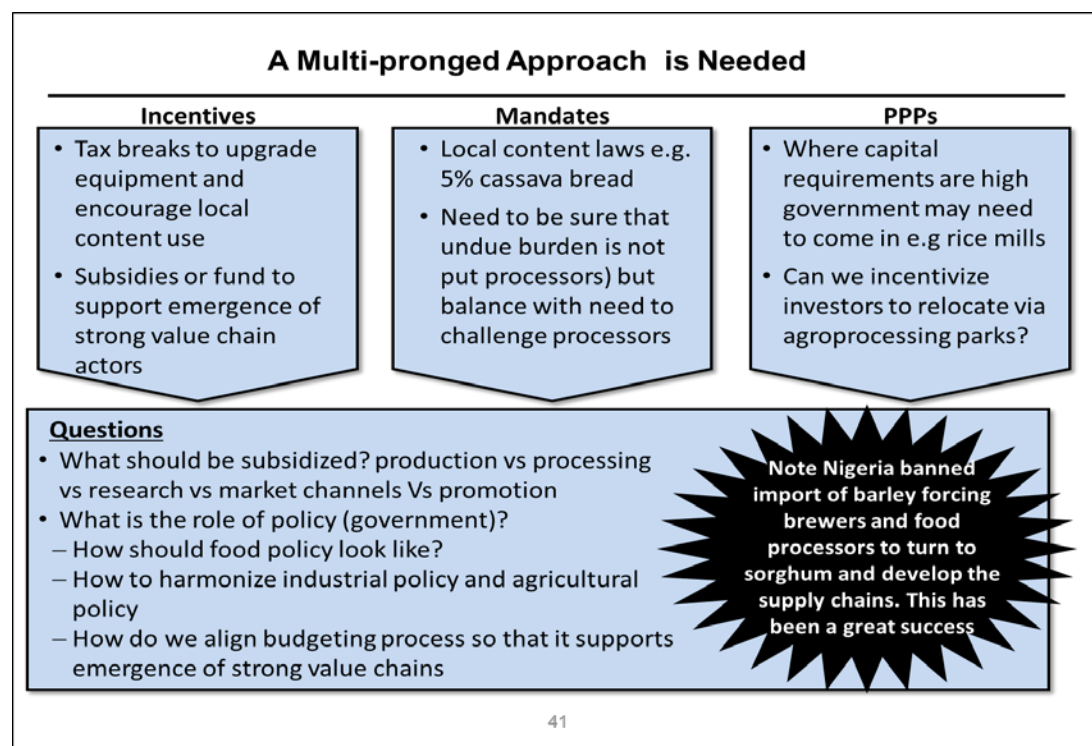 A Multi-pronged Approach is Needed
Incentives
• Tax breaks to upgrade
equipment and
encourage local
content use
• Subsidies or fund to
support emergence of
strong value chain
actors
Mandates
• Local content laws e.g.
5% cassava bread
• Need to be sure that
undue burden is not
put processors) but
balance with need to
challenge processors
PPPs
• Where capital
requirements are high
government may need
to come in e.g rice mills
• Can we incentivize
investors to relocate via
agroprocessing parks?
Questions
• What should be subsidized? production vs processing
vs research vs market channels Vs promotion
• What is the role of policy (government)?
– How should food policy look like?
– How to harmonize industrial policy and agricultural
policy
– How do we align budgeting process so that it supports
emergence of strong value chains
Note Nigeria banned
import of barley forcing
brewers and food
processors to turn to
sorghum and develop the
supply chains. This has
been a great success
41